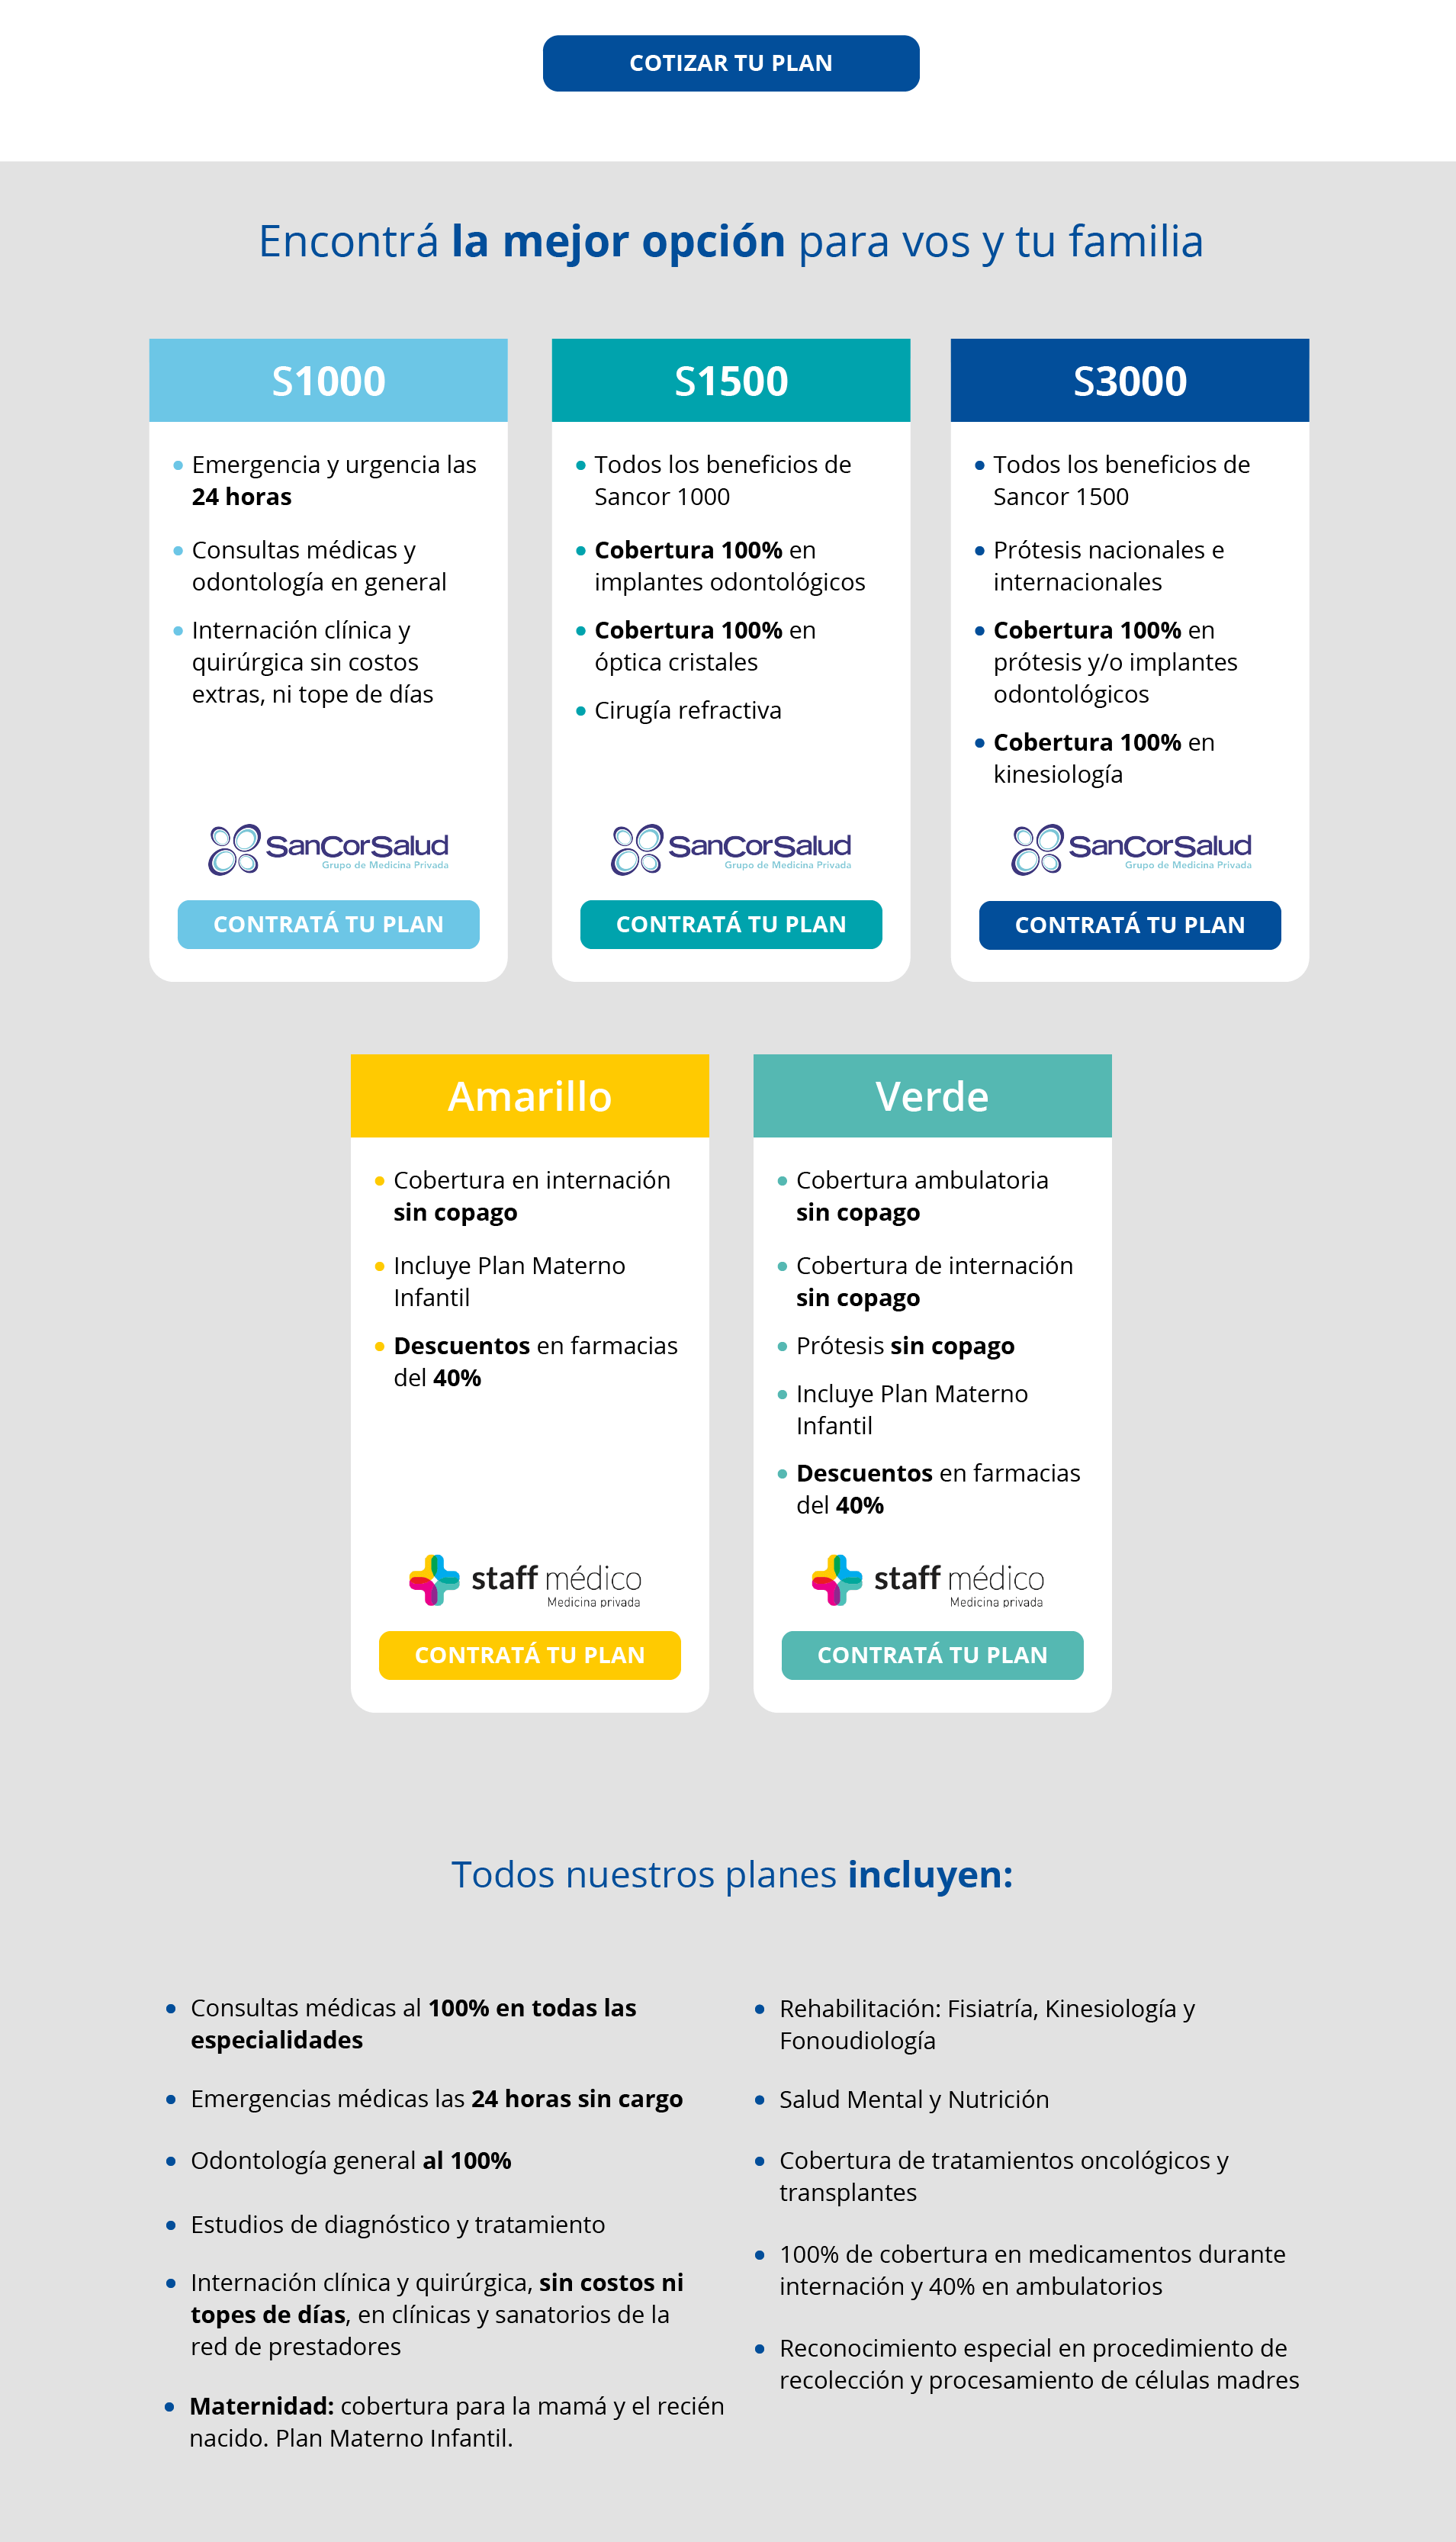 COTIZAR TU PLAN
Encontrá la mejor opción para vos y tu familia
S1000
Emergencia y urgencia las
24 horas
Consultas médicas y
odontología en general
Internación clínica y
quirúrgica sin costos
extras, ni tope de días
SanCorSalud
Grupo de Medicina Privada
CONTRATÁ TU PLAN
S1500
Todos los beneficios de
Sancor 1000
Cobertura 100% en
implantes odontológicos
Cobertura 100% en
óptica cristales
Cirugía refractiva
SanCorSalud
Grupo de Medicina Privada
CONTRATÁ TU PLAN
S3000
Todos los beneficios de
Sancor 1500
Prótesis nacionales e
internacionales
Cobertura 100% en
prótesis y/o implantes
odontológicos
Cobertura 100% en
kinesiología
SanCorSalud
Grupo de Medicina Privada
CONTRATÁ TU PLAN
Amarillo
Cobertura en internación
sin copago
Incluye Plan Materno
Infantil
Descuentos en farmacias
del 40%
staff médico
Medicina privada
CONTRATÁ TU PLAN
Verde
Cobertura ambulatoria
sin copago
Cobertura de internación
sin copago
Prótesis sin copago
Incluye Plan Materno
Infantil
Descuentos en farmacias
del 40%
staff médico
Medicina privada
CONTRATÁ TU PLAN
Todos nuestros planes incluyen:
Consultas médicas al 100% en todas las
especialidades
Emergencias médicas las 24 horas sin cargo
Odontología general al 100%
Estudios de diagnóstico y tratamiento
Internación clínica y quirúrgica, sin costos ni
topes de días, en clínicas y sanatorios de la
red de prestadores
Maternidad: cobertura para la mamá y el recién
nacido. Plan Materno Infantil.
Rehabilitación: Fisiatría, Kinesiología y
Fonoudiología
Salud Mental y Nutrición
Cobertura de tratamientos oncológicos y
transplantes
100% de cobertura en medicamentos durante
internación y 40% en ambulatorios
Reconocimiento especial en procedimiento de
recolección y procesamiento de células madres